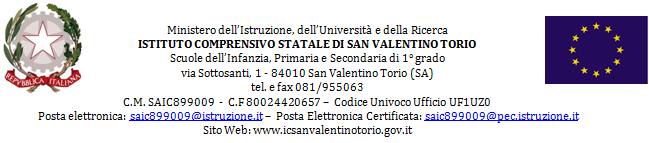 Ministero dell'Istruzione, dell'Università e della Ricerca
ISTITUTO COMPRENSIVO STATALE DI SAN VALENTINO TORIO
Scuole dell'Infanzia, Primaria e Secondaria di 1° grado
via Sottosanti, 1 - 84010 San Valentino Torio (SA)
tel. e fax 081/955063
C.M. SAIC899009 - C.F 80024420657 – Codice Univoco Ufficio UF1UZ0
Posta elettronica: saic899009@istruzione.it – Posta Elettronica Certificata: saic899009@pec.istruzione.it
Sito Web: www.icsanvalentinotorio.gov.it
REPVBBLICA ITALIANA